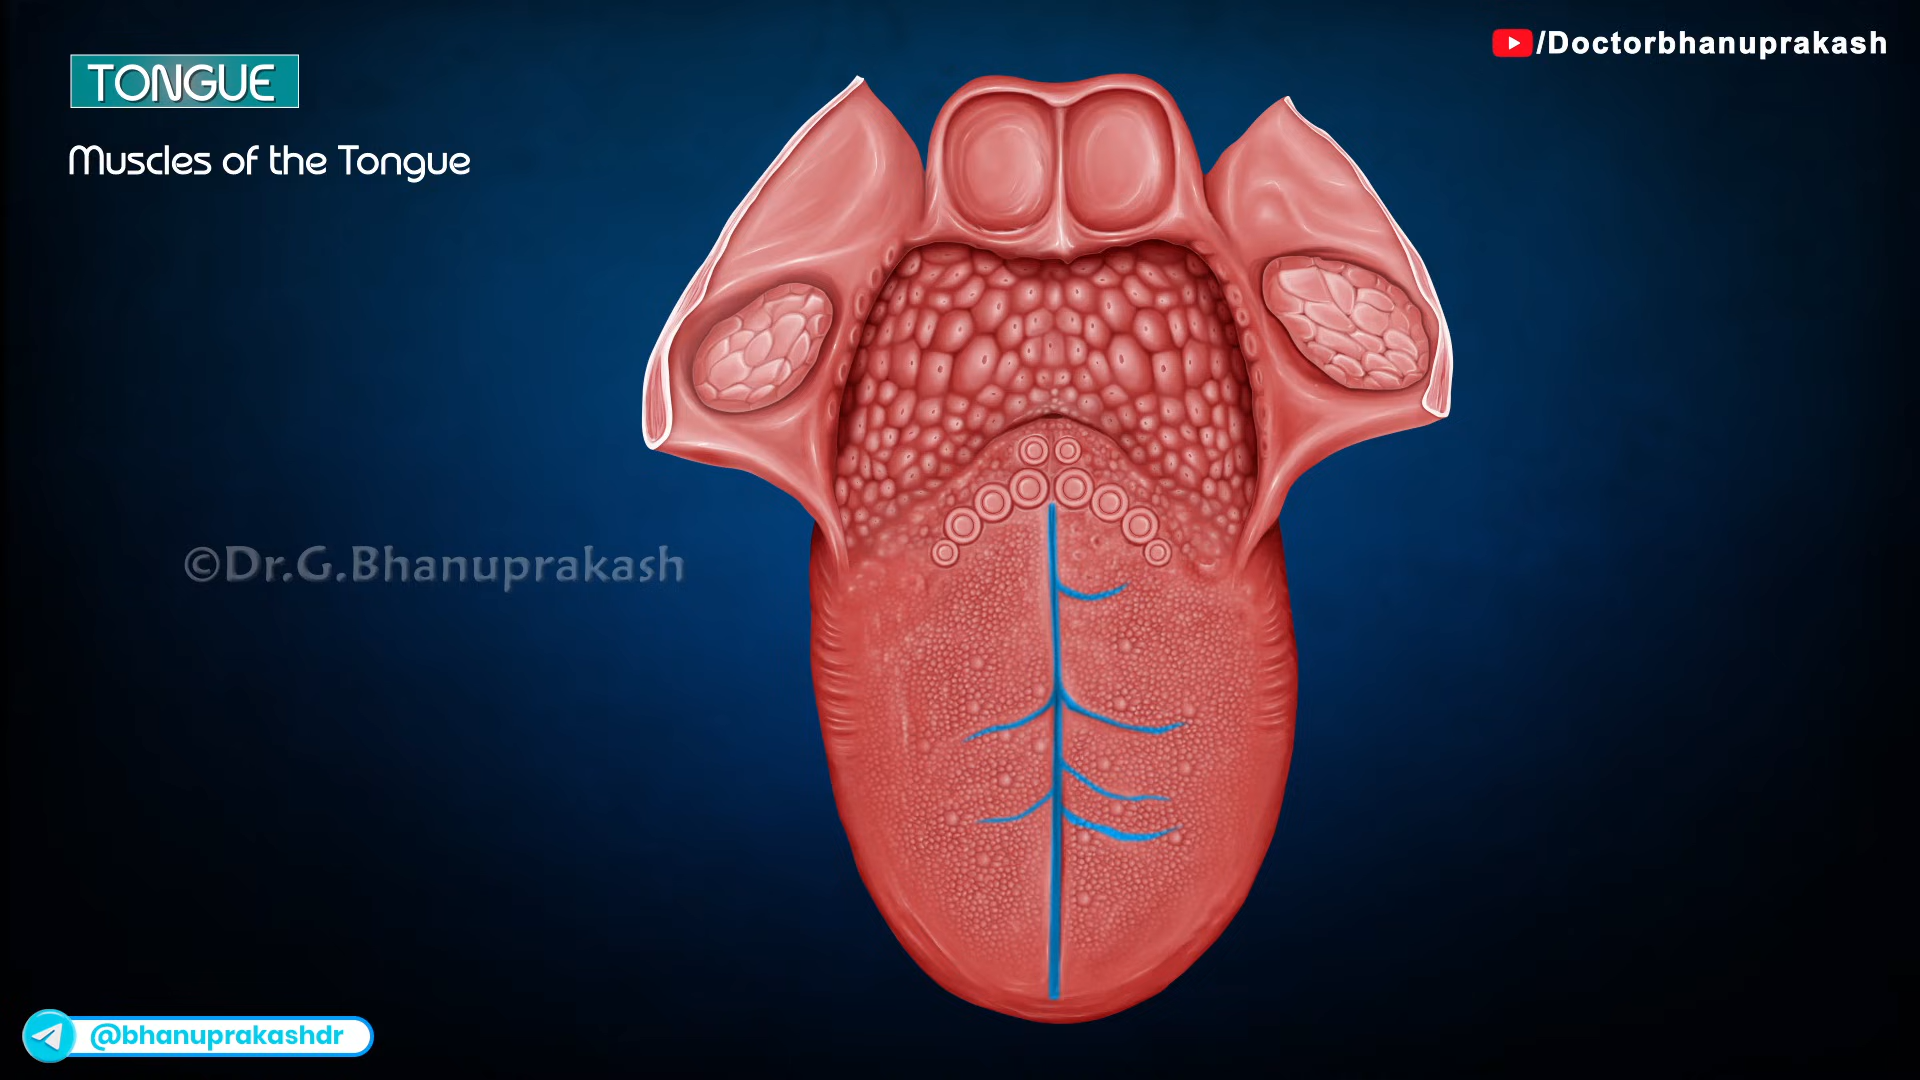 TONGUE
/Doctorbhanuprakash
Muscles of the Tongue
©Dr.G.Bhanuprakash
@bhanuprakashdr